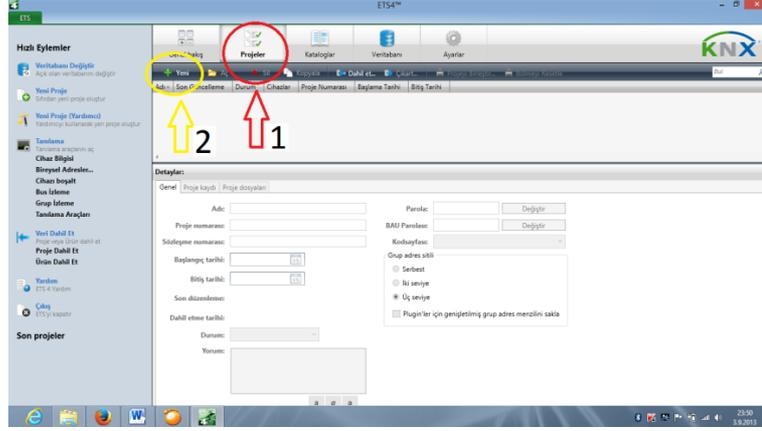 ETS4™
ETS
Hızlı Eylemler
Veritabanı Değiştir
Açık olan veritabanını değiştir
Yeni Proje
Sıfırdan yeni proje oluştur
Yeni Proje (Yardımcı)
Yardımcıyı kullanarak yeni proje oluştur
Tanılama
Tanılama araçlarını aç
Cihaz Bilgisi
Bireysel Adresler...
Cihazı boşalt
Bus İzleme
Grup İzleme
Tanılama Araçları
Veri Dahil Et
Proje veya Ürün dahil et
Proje Dahil Et
Ürün Dahil Et
Yardım
ETS 4 Yardım
Çıkış
ETS'yi kapatır
Son projeler
Projeler Kataloglar Veritabanı Ayarlar
KNX
Yeni Kopyala Dahil et... Çıkart... Bul
Adı Son Güncelleme Durum Cihazlar Proje Numarası Başlama Tarihi Bitiş Tarihi
2 1
Detaylar:
Genel Proje kaydı Proje dosyaları
Adı: Parola: Değiştir
Proje numarası: BAU Parolası: Değiştir
Sözleşme numarası: Kodsayfası:
Başlangıç tarihi: 15 Grup adres sitili
Serbest
Bitiş tarihi: 15 İki seviye
Son düzenleme: Üç seviye
Dahil etme tarihi: Plugin'ler için genişletilmiş grup adres menzilini sakla
Durum:
Yorum:
a a a
23:50
3.9.2013